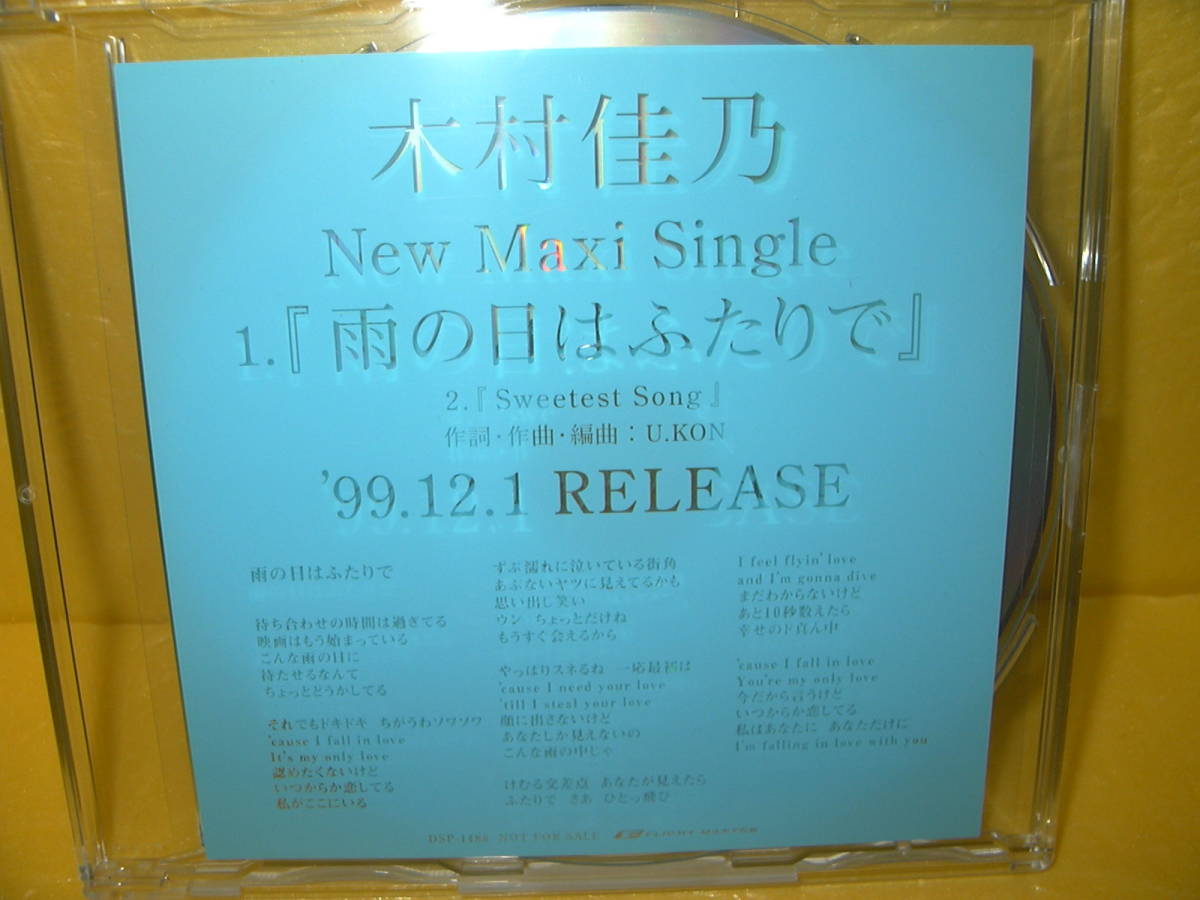 木村佳乃
New Maxi Single
1.『雨の日はふたりで』
2.『Sweetest Song』
作詞・作曲・編曲：U.KON
'99.12.1 RELEASE
雨の日はふたりで
待ち合わせの時間は過ぎてる
映画はもう始まっている
こんな雨の日に
待たせるなんて
ちょっとどうかしてる
それでもドキドキ ちがうわソワソワ
'cause I fall in love
It's my only love
認めたくないけど
いつからか恋してる
私がここにいる
ずぶ濡れに泣いている街角
あぶないヤツに見えてるかも
思い出し笑い
ウン ちょっとだけね
もうすぐ会えるから
やっぱりスネるね 一応最初は
'cause I need your love
'till I steal your love
顔に出さないけど
あなたしか見えないの
こんな雨の中じゃ
けむる交差点 あなたが見えたら
ふたりで さあ ひとっ飛び
I feel flyin' love
and I'm gonna dive
まだわからないけど
あと10秒数えたら
幸せのド真ん中
'cause I fall in love
You're my only love
今だから言うけど
いつからか恋してる
私はあなたに あなただけに
I'm falling in love with you
DSP-1486 NOT FOR SALE FLIGHT MASTER